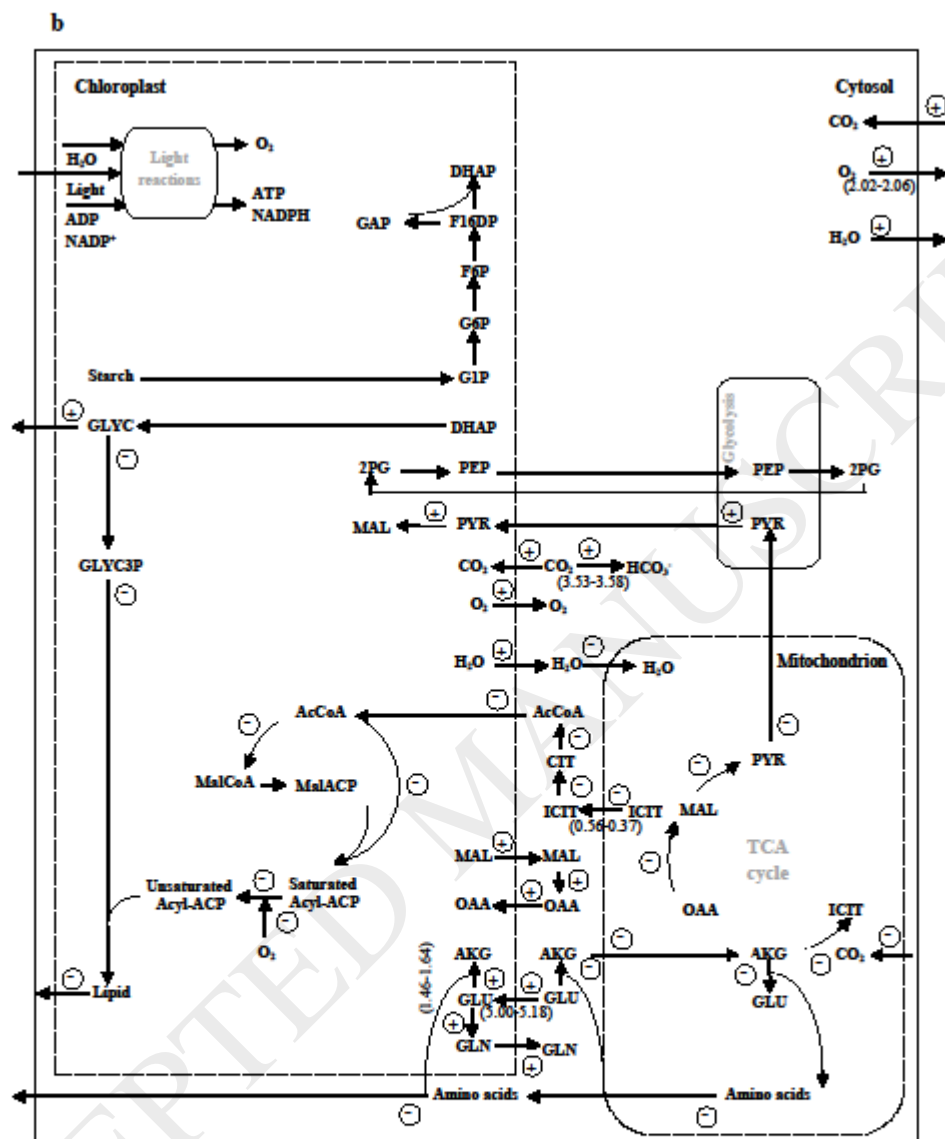 b
Chloroplast
Cytosol
CO₂ +
H₂O
Light
ADP
NADP⁺
Light
reactions
O₂
ATP
NADPH
DHAP
GAP
F16DP
F6P
G6P
G1P
Starch
O₂ +
(2.02-2.06)
H₂O +
+ GLYC
DHAP
−
Glycolysis
2PG PEP PEP 2PG
MAL + PYR + PYR
GLYC3P
−
CO₂ + CO₂ + HCO₃⁻
(3.53-3.58)
O₂ + O₂
H₂O + H₂O − H₂O
Mitochondrion
AcCoA − AcCoA
−
MalCoA MalACP
−
−
CIT
−
ICIT − ICIT
(0.56-0.37)
−
PYR
−
MAL
−
OAA
TCA
cycle
MAL + MAL
+
OAA + OAA
Unsaturated
Acyl-ACP
−
Saturated
Acyl-ACP
−
O₂
− Lipid
(1.46-1.64)
AKG AKG − − AKG − ICIT
CO₂ −
+ +
GLU + GLU
(5.00-5.18)
− GLU
+
GLN + GLN
− Amino acids − Amino acids
ACCEPTED MANUSCRI